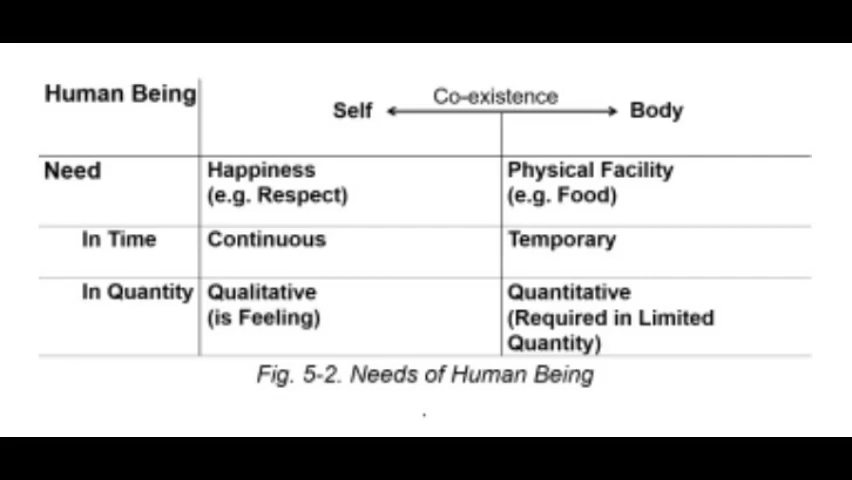 Human Being
Co-existence
Self Body
Need Happiness Physical Facility
(e.g. Respect) (e.g. Food)
In Time Continuous Temporary
In Quantity Qualitative Quantitative
(is Feeling) (Required in Limited
Quantity)
Fig. 5-2. Needs of Human Being